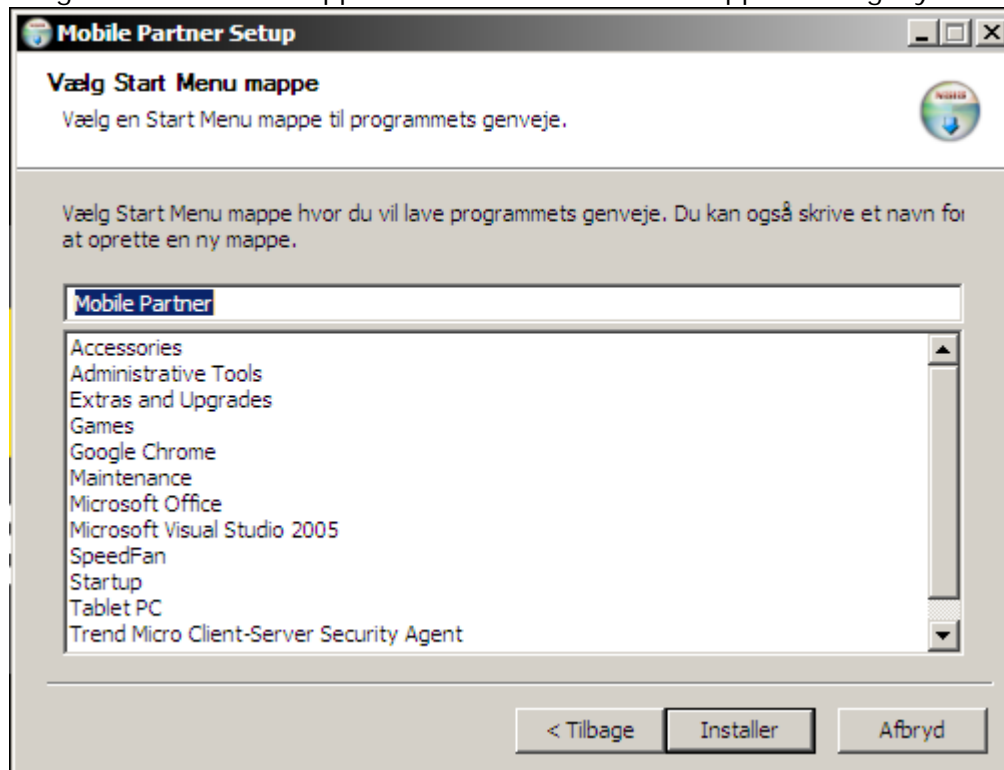 Mobile Partner Setup
Vælg Start Menu mappe
Vælg en Start Menu mappe til programmets genveje.
Vælg Start Menu mappe hvor du vil lave programmets genveje. Du kan også skrive et navn for
at oprette en ny mappe.
Mobile Partner
Accessories
Administrative Tools
Extras and Upgrades
Games
Google Chrome
Maintenance
Microsoft Office
Microsoft Visual Studio 2005
SpeedFan
Startup
Tablet PC
Trend Micro Client-Server Security Agent
< Tilbage
Installer
Afbryd